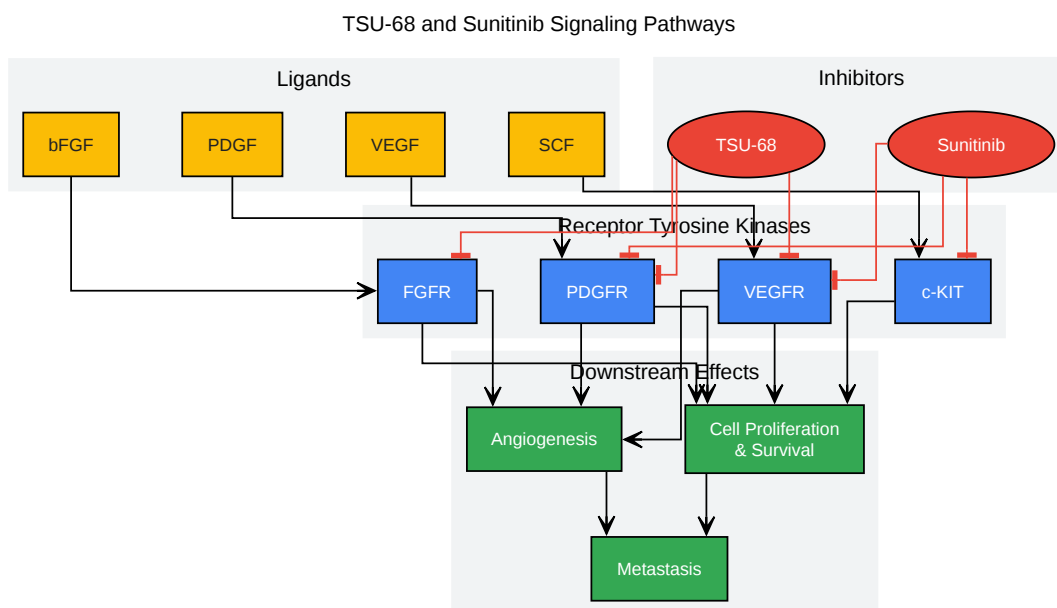 TSU-68 and Sunitinib Signaling Pathways
Ligands
Inhibitors
bFGF
PDGF
VEGF
SCF
TSU-68
Sunitinib
Receptor Tyrosine Kinases
FGFR
PDGFR
VEGFR
c-KIT
Downstream Effects
Angiogenesis
Cell Proliferation
& Survival
Metastasis